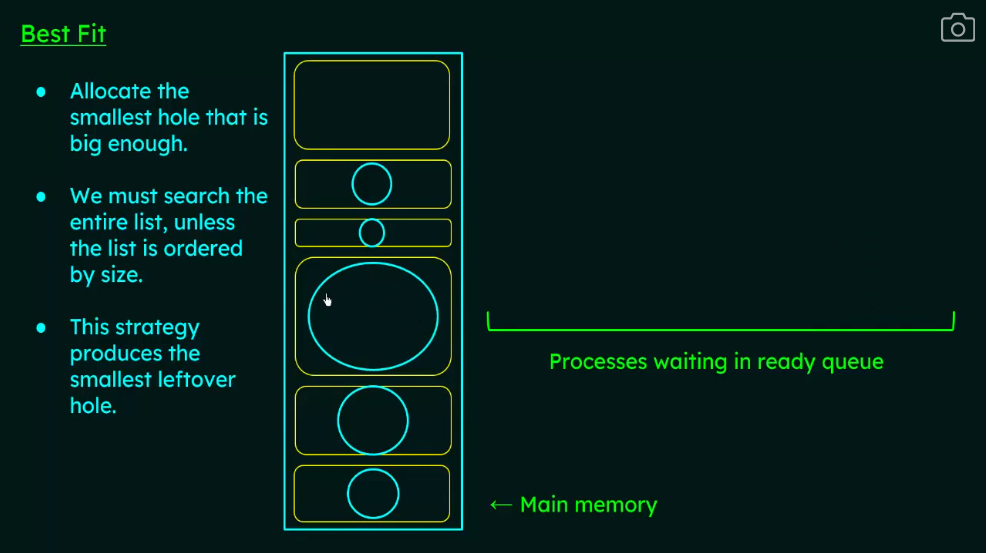 Best Fit
● Allocate the
smallest hole that is
big enough.
● We must search the
entire list, unless
the list is ordered
by size.
● This strategy
produces the
smallest leftover
hole.
Processes waiting in ready queue
← Main memory